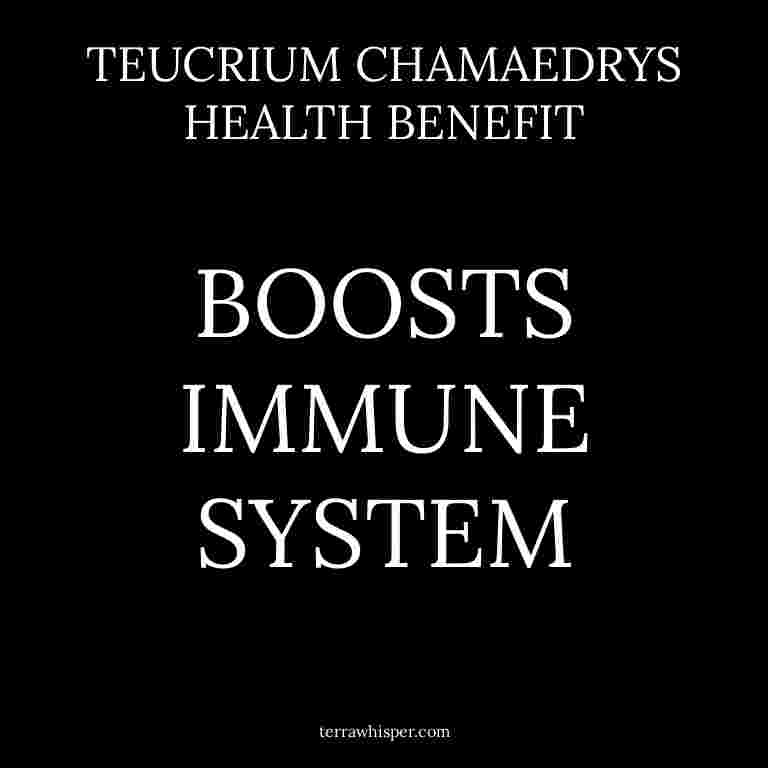 TEUCRIUM CHAMAEDRYS
HEALTH BENEFIT
BOOSTS
IMMUNE
SYSTEM
terrawhisper.com